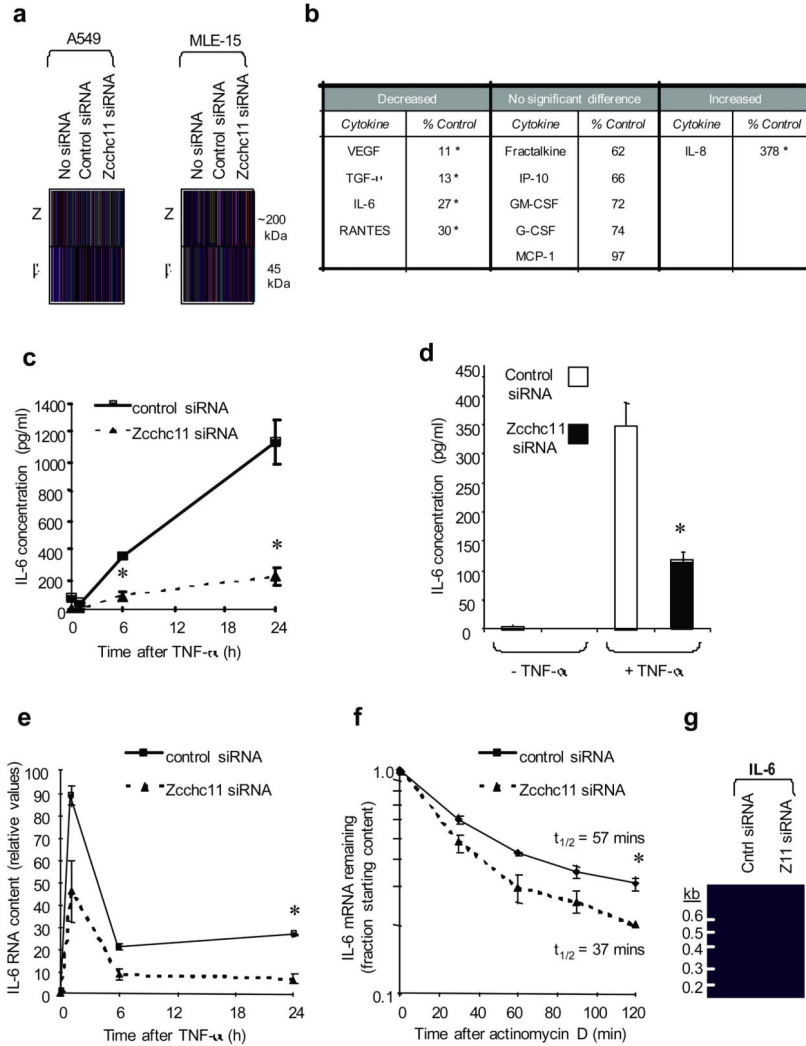 a
A549
MLE-15
No siRNA
Control siRNA
Zcchc11 siRNA
No siRNA
Control siRNA
Zcchc11 siRNA
Z
Z
~200
kDa
45
kDa
b
Decreased No significant difference Increased
Cytokine % Control Cytokine % Control Cytokine % Control
VEGF 11 * Fractalkine 62 IL-8 378 *
TGF-α 13 * IP-10 66
IL-6 27 * GM-CSF 72
RANTES 30 * G-CSF 74
MCP-1 97
c
control siRNA
Zcchc11 siRNA
IL-6 concentration (pg/ml)
1400
1200
1000
800
600
400
200
0
*
*
0 6 12 18 24
Time after TNF-α (h)
d
Control
siRNA
Zcchc11
siRNA
IL-6 concentration (pg/ml)
450
400
350
300
250
200
150
100
50
0
*
- TNF-α + TNF-α
e
control siRNA
Zcchc11 siRNA
IL-6 RNA content (relative values)
100
90
80
70
60
50
40
30
20
10
0
*
0 6 12 18 24
Time after TNF-α (h)
f
control siRNA
Zcchc11 siRNA
IL-6 mRNA remaining
(fraction starting content)
1.0
0.1
t1/2 = 57 mins
*
t1/2 = 37 mins
0 20 40 60 80 100 120
Time after actinomycin D (min)
g
IL-6
Cntrl siRNA
Z11 siRNA
kb
0.6
0.5
0.4
0.3
0.2